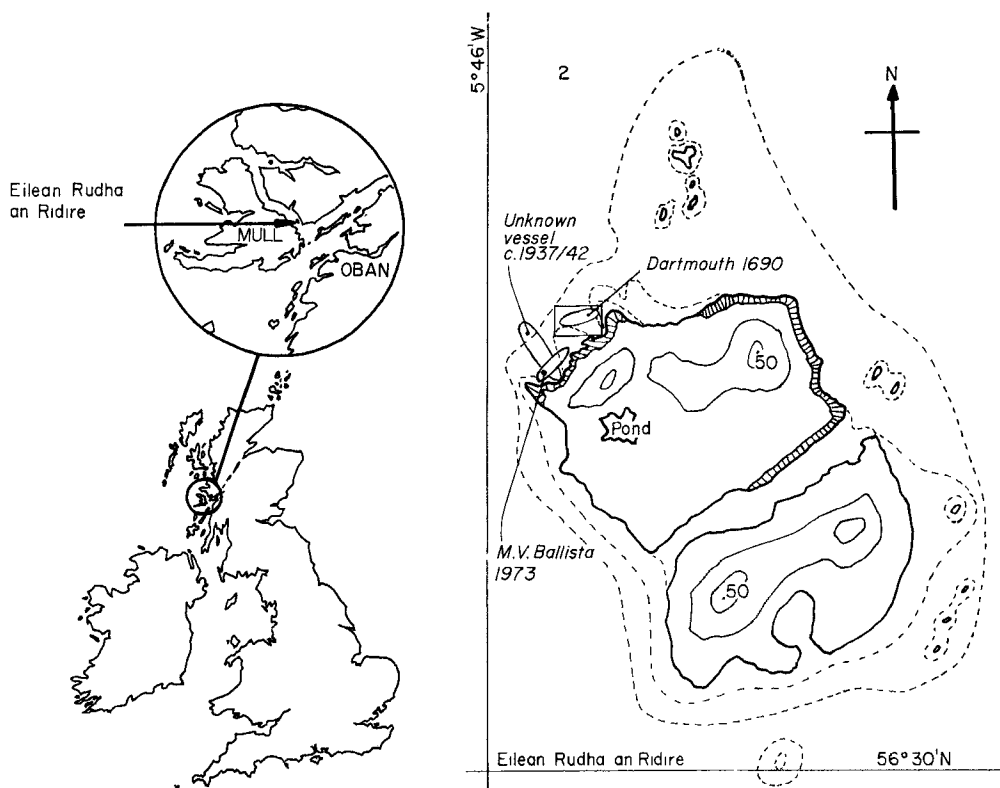 Eilean Rudha
an Ridire
MULL
OBAN
5°46'W
2
N
Unknown
vessel
c.1937/42
Dartmouth 1690
.50
Pond
M.V. Ballista
1973
.50
Eilean Rudha an Ridire
56°30'N